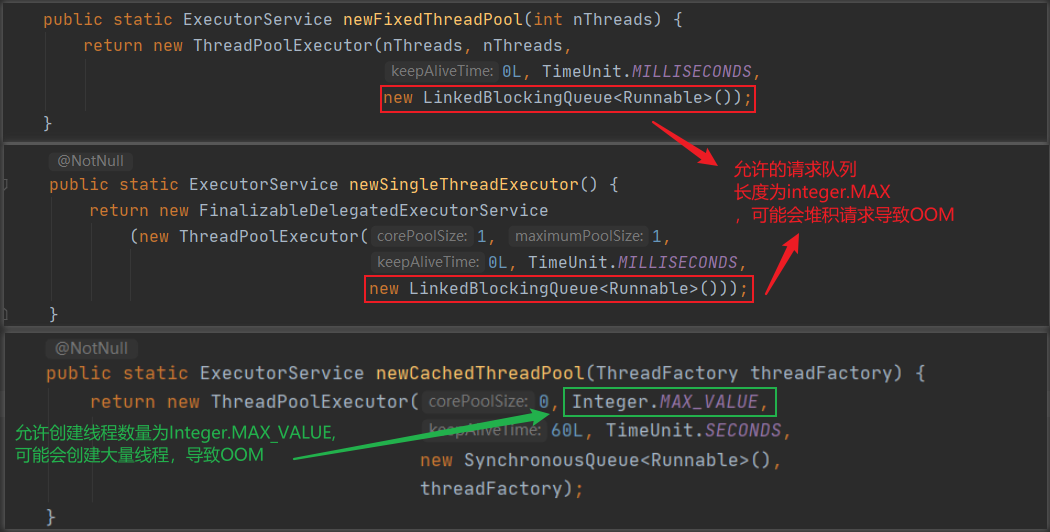 public static ExecutorService newFixedThreadPool(int nThreads) {
return new ThreadPoolExecutor(nThreads, nThreads,
keepAliveTime: 0L, TimeUnit.MILLISECONDS,
new LinkedBlockingQueue<Runnable>());
}
@NotNull
public static ExecutorService newSingleThreadExecutor() {
return new FinalizableDelegatedExecutorService
(new ThreadPoolExecutor( corePoolSize: 1, maximumPoolSize: 1,
keepAliveTime: 0L, TimeUnit.MILLISECONDS,
new LinkedBlockingQueue<Runnable>()));
}
允许的请求队列
长度为integer.MAX
，可能会堆积请求导致OOM
@NotNull
public static ExecutorService newCachedThreadPool(ThreadFactory threadFactory) {
return new ThreadPoolExecutor( corePoolSize: 0, Integer.MAX_VALUE,
keepAliveTime: 60L, TimeUnit.SECONDS,
new SynchronousQueue<Runnable>(),
threadFactory);
}
允许创建线程数量为Integer.MAX_VALUE,
可能会创建大量线程，导致OOM